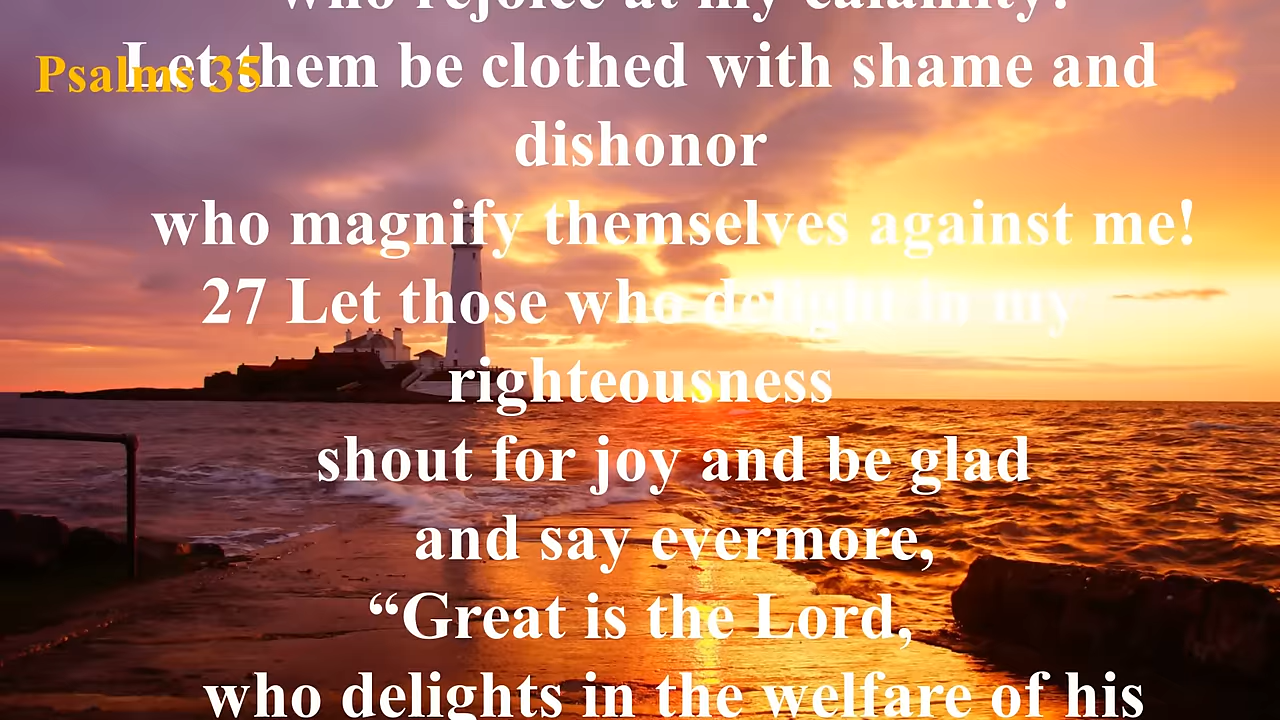 who rejoice at my calamity!
Psalms 35
Let them be clothed with shame and
dishonor
who magnify themselves against me!
27 Let those who delight in my
righteousness
shout for joy and be glad
and say evermore,
“Great is the Lord,
who delights in the welfare of his